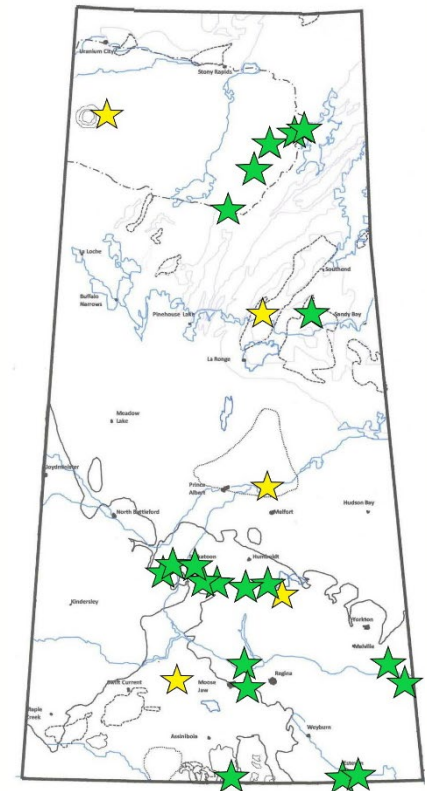 Uranium City
Stony Rapids
La Loche
Southend
Buffalo
Narrows
Pinehouse Lake
Sandy Bay
La Ronge
Meadow
Lake
Lloydminster
Prince
Albert
North Battleford
Melfort
Hudson Bay
Humboldt
Kindersley
Yorkton
Melville
Swift Current
Moose
Jaw
Regina
Maple
Creek
Assiniboia
Weyburn
Estevan